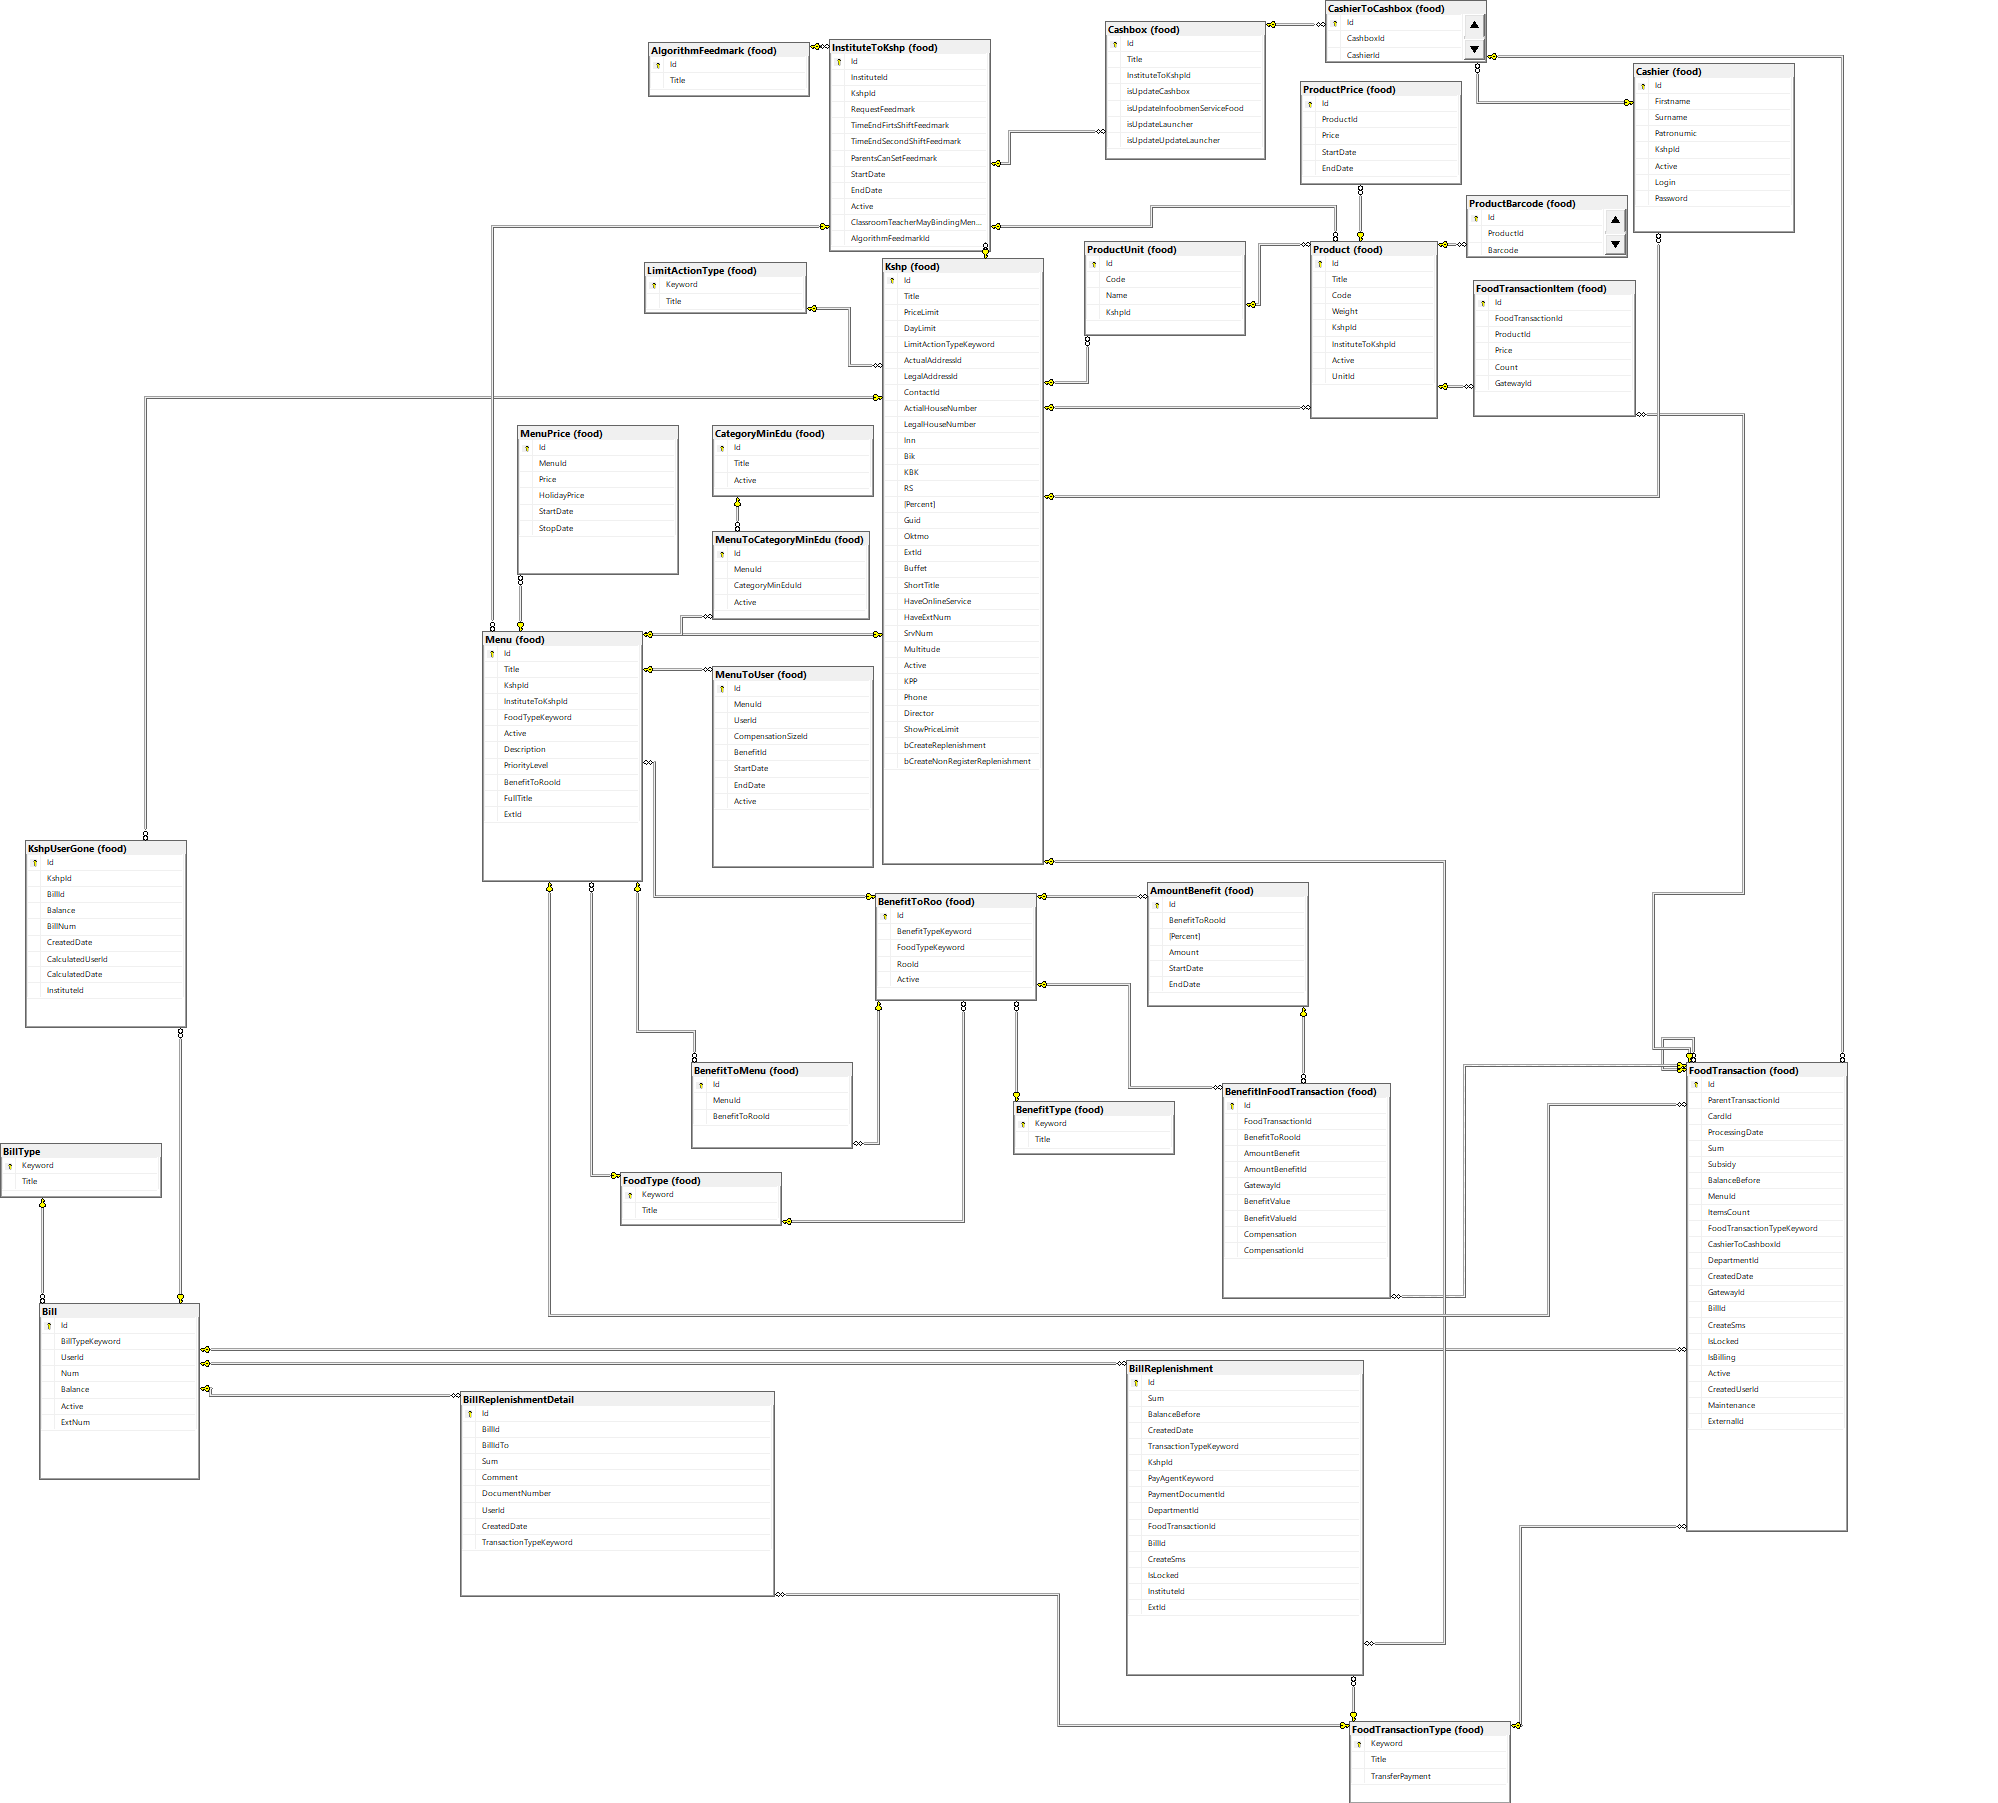 CashierToCashbox (food)
Id
CashboxId
CashierId
Cashbox (food)
Id
Title
InstituteToKshpId
isUpdateCashbox
isUpdateInfoobmenServiceFood
isUpdateLauncher
isUpdateUpdateLauncher
AlgorithmFeedmark (food)
Id
Title
InstituteToKshp (food)
Id
InstituteId
KshpId
RequestFeedmark
TimeEndFirtsShiftFeedmark
TimeEndSecondShiftFeedmark
ParentsCanSetFeedmark
StartDate
EndDate
Active
ClassroomTeacherMayBindingMen...
AlgorithmFeedmarkId
Cashier (food)
Id
Firstname
Surname
Patronumic
KshpId
Active
Login
Password
ProductPrice (food)
Id
ProductId
Price
StartDate
EndDate
ProductBarcode (food)
Id
ProductId
Barcode
ProductUnit (food)
Id
Code
Name
KshpId
Product (food)
Id
Title
Code
Weight
KshpId
InstituteToKshpId
Active
UnitId
LimitActionType (food)
Keyword
Title
Kshp (food)
Id
Title
PriceLimit
DayLimit
LimitActionTypeKeyword
ActualAddressId
LegalAddressId
ContactId
ActialHouseNumber
LegalHouseNumber
Inn
Bik
KBK
RS
[Percent]
Guid
Oktmo
ExtId
Buffet
ShortTitle
HaveOnlineService
HaveExtNum
SrvNum
Multitude
Active
KPP
Phone
Director
ShowPriceLimit
bCreateReplenishment
bCreateNonRegisterReplenishment
FoodTransactionItem (food)
Id
FoodTransactionId
ProductId
Price
Count
GatewayId
MenuPrice (food)
Id
MenuId
Price
HolidayPrice
StartDate
StopDate
CategoryMinEdu (food)
Id
Title
Active
MenuToCategoryMinEdu (food)
Id
MenuId
CategoryMinEduId
Active
Menu (food)
Id
Title
KshpId
InstituteToKshpId
FoodTypeKeyword
Active
Description
PriorityLevel
BenefitToRooId
FullTitle
ExtId
MenuToUser (food)
Id
MenuId
UserId
CompensationSizeId
BenefitId
StartDate
EndDate
Active
KshpUserGone (food)
Id
KshpId
BillId
Balance
BillNum
CreatedDate
CalculatedUserId
CalculatedDate
InstituteId
BenefitToRoo (food)
Id
BenefitTypeKeyword
FoodTypeKeyword
RooId
Active
AmountBenefit (food)
Id
BenefitToRooId
[Percent]
Amount
StartDate
EndDate
BenefitToMenu (food)
Id
MenuId
BenefitToRooId
BenefitType (food)
Keyword
Title
BenefitInFoodTransaction (food)
Id
FoodTransactionId
BenefitToRooId
AmountBenefit
AmountBenefitId
GatewayId
BenefitValue
BenefitValueId
Compensation
CompensationId
FoodTransaction (food)
Id
ParentTransactionId
CardId
ProcessingDate
Sum
Subsidy
BalanceBefore
MenuId
ItemsCount
FoodTransactionTypeKeyword
CashierToCashboxId
DepartmentId
CreatedDate
GatewayId
BillId
CreateSms
IsLocked
IsBilling
Active
CreatedUserId
Maintenance
ExternalId
BillType
Keyword
Title
FoodType (food)
Keyword
Title
Bill
Id
BillTypeKeyword
UserId
Num
Balance
Active
ExtNum
BillReplenishmentDetail
Id
BillId
BillIdTo
Sum
Comment
DocumentNumber
UserId
CreatedDate
TransactionTypeKeyword
BillReplenishment
Id
Sum
BalanceBefore
CreatedDate
TransactionTypeKeyword
KshpId
PayAgentKeyword
PaymentDocumentId
DepartmentId
FoodTransactionId
BillId
CreateSms
IsLocked
InstituteId
ExtId
FoodTransactionType (food)
Keyword
Title
TransferPayment